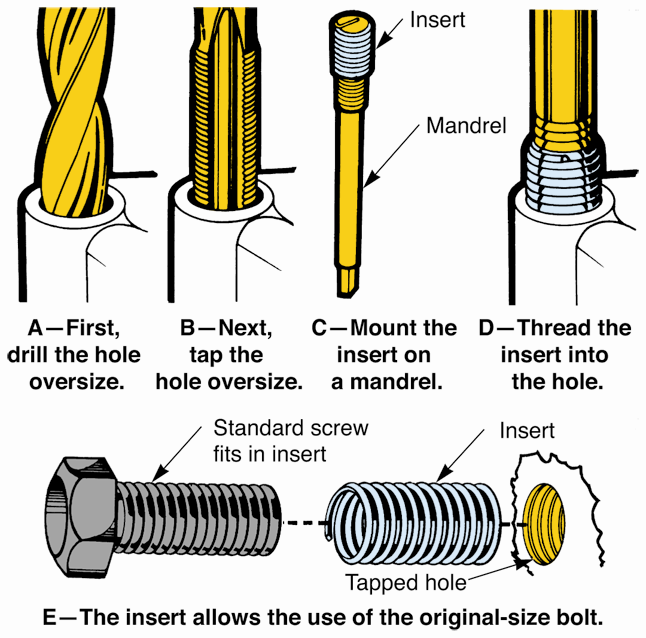 Insert
Mandrel
A—First,
drill the hole
oversize.
B—Next,
tap the
hole oversize.
C—Mount the
insert on
a mandrel.
D—Thread the
insert into
the hole.
Standard screw
fits in insert
Insert
Tapped hole
E—The insert allows the use of the original-size bolt.